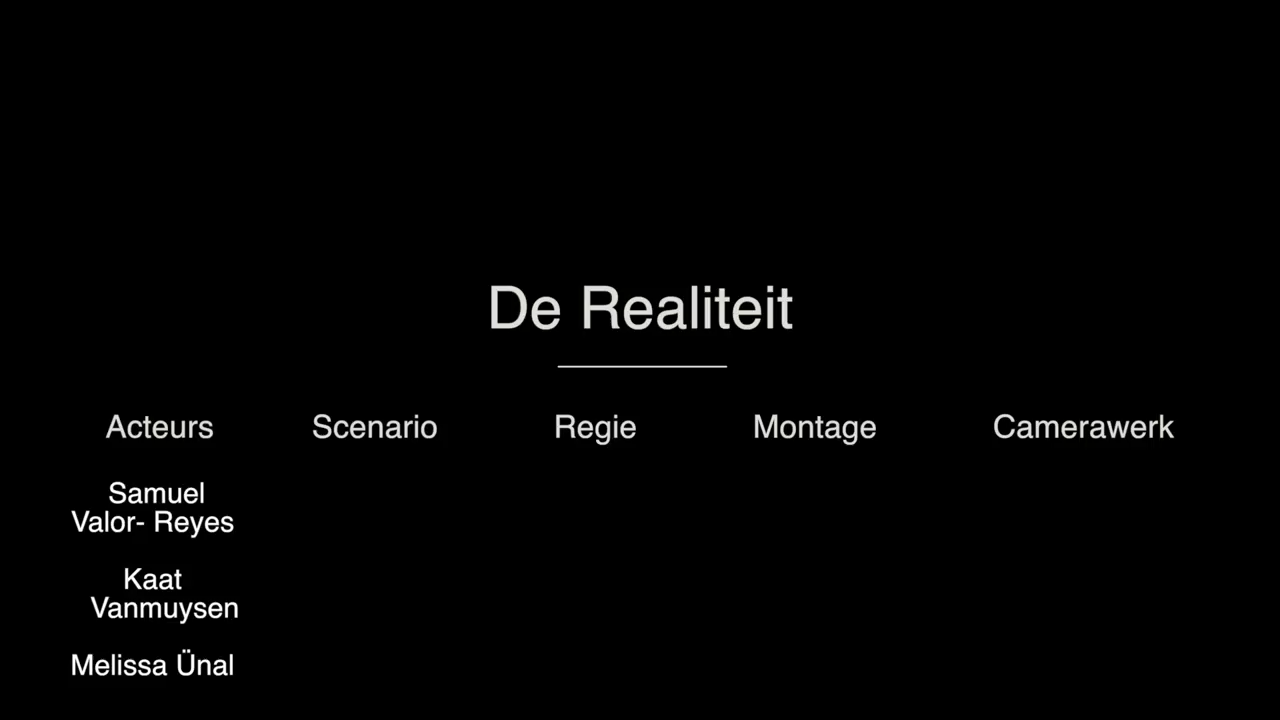 De Realiteit
Acteurs
Scenario
Regie
Montage
Camerawerk
Samuel
Valor- Reyes
Kaat
Vanmuysen
Melissa Ünal